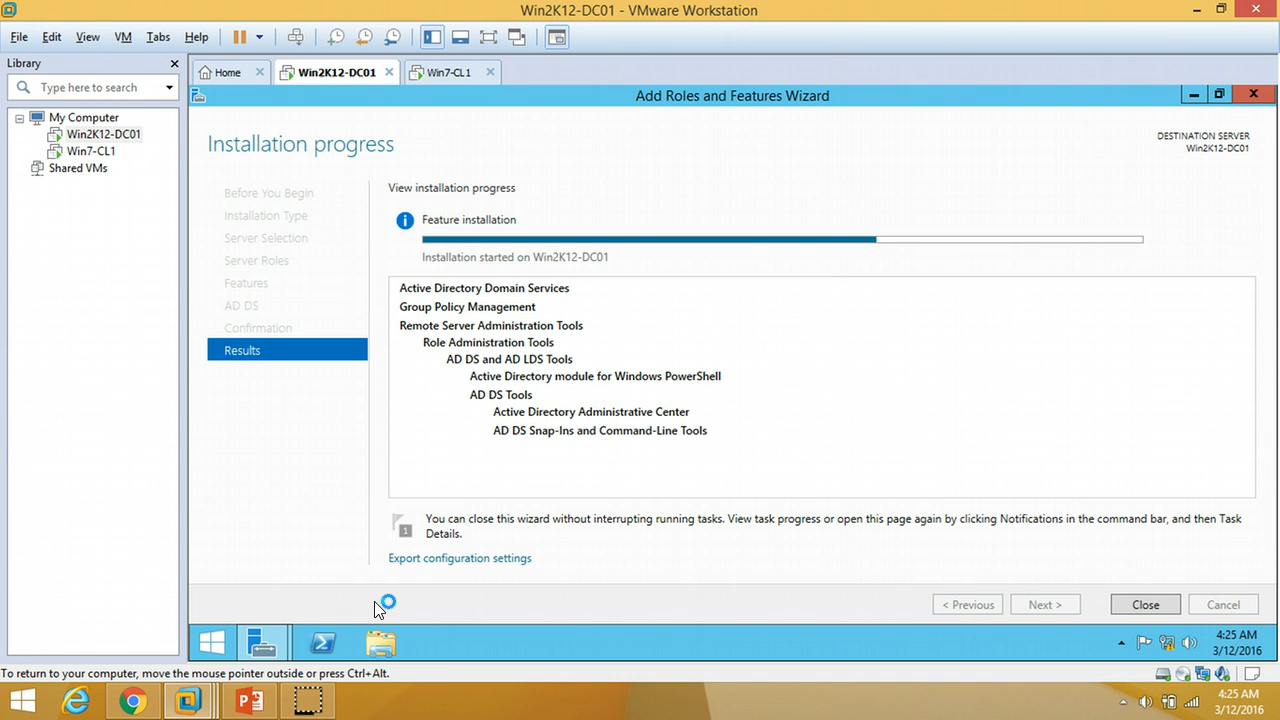 Win2K12-DC01 - VMware Workstation
File Edit View VM Tabs Help
Library
Type here to search
My Computer
Win2K12-DC01
Win7-CL1
Shared VMs
Home Win2K12-DC01 Win7-CL1
Add Roles and Features Wizard
Installation progress
DESTINATION SERVER
Win2K12-DC01
Before You Begin
Installation Type
Server Selection
Server Roles
Features
AD DS
Confirmation
Results
View installation progress
Feature installation
Installation started on Win2K12-DC01
Active Directory Domain Services
Group Policy Management
Remote Server Administration Tools
Role Administration Tools
AD DS and AD LDS Tools
Active Directory module for Windows PowerShell
AD DS Tools
Active Directory Administrative Center
AD DS Snap-Ins and Command-Line Tools
1
You can close this wizard without interrupting running tasks. View task progress or open this page again by clicking Notifications in the command bar, and then Task
Details.
Export configuration settings
< Previous Next > Close Cancel
4:25 AM
3/12/2016
To return to your computer, move the mouse pointer outside or press Ctrl+Alt.
4:25 AM
3/12/2016